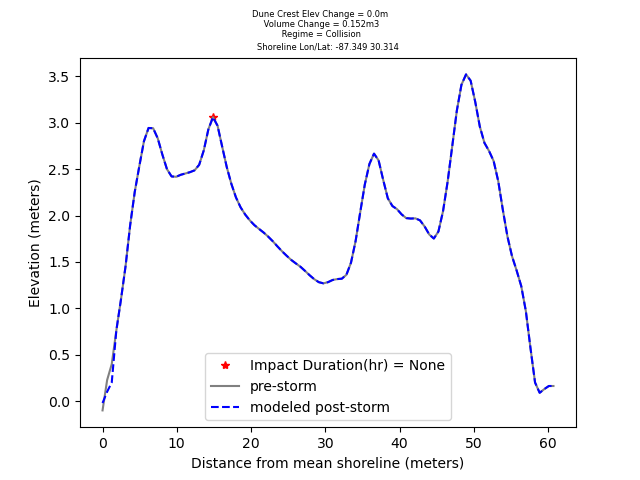 Dune Crest Elev Change = 0.0m
Volume Change = 0.152m3
Regime = Collision
Shoreline Lon/Lat: -87.349 30.314
3.5
3.0
2.5
2.0
1.5
1.0
0.5
0.0
Elevation (meters)
Impact Duration(hr) = None
pre-storm
modeled post-storm
0 10 20 30 40 50 60
Distance from mean shoreline (meters)